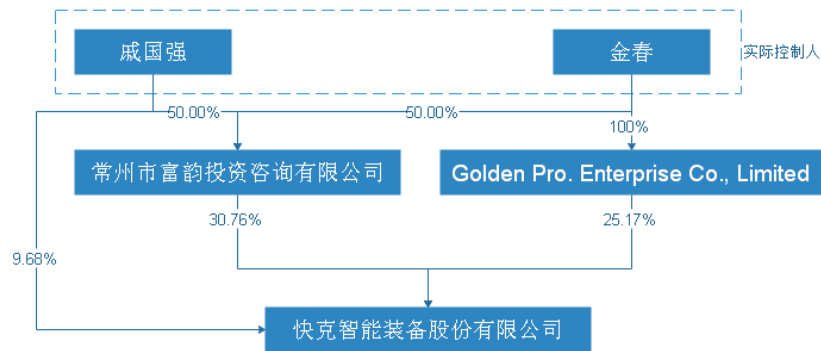 戚国强
金春
实际控制人
50.00%
50.00%
100%
常州市富韵投资咨询有限公司
Golden Pro. Enterprise Co., Limited
30.76%
25.17%
9.68%
快克智能装备股份有限公司